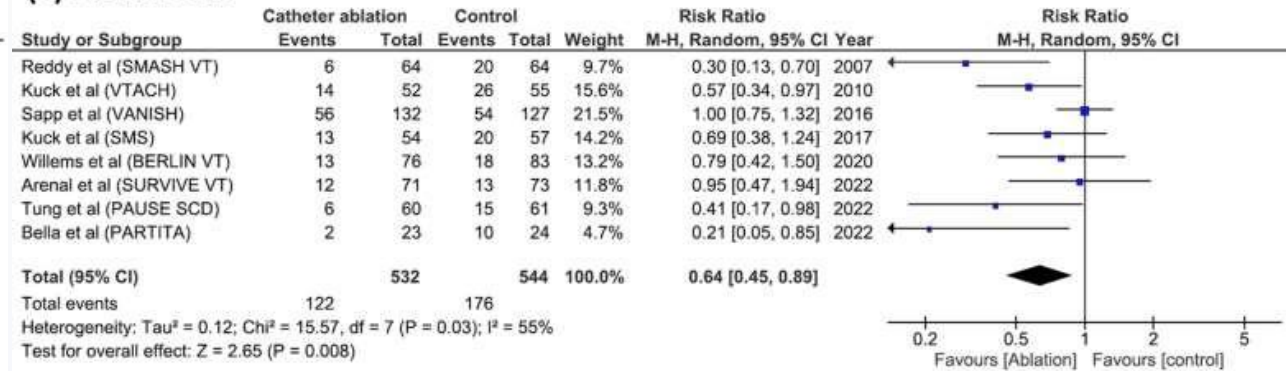 Catheter ablation Control Risk Ratio Risk Ratio
Study or Subgroup Events Total Events Total Weight M-H, Random, 95% CI Year M-H, Random, 95% CI
Reddy et al (SMASH VT) 6 64 20 64 9.7% 0.30 [0.13, 0.70] 2007
Kuck et al (VTACH) 14 52 26 55 15.6% 0.57 [0.34, 0.97] 2010
Sapp et al (VANISH) 56 132 54 127 21.5% 1.00 [0.75, 1.32] 2016
Kuck et al (SMS) 13 54 20 57 14.2% 0.69 [0.38, 1.24] 2017
Willems et al (BERLIN VT) 13 76 18 83 13.2% 0.79 [0.42, 1.50] 2020
Arenal et al (SURVIVE VT) 12 71 13 73 11.8% 0.95 [0.47, 1.94] 2022
Tung et al (PAUSE SCD) 6 60 15 61 9.3% 0.41 [0.17, 0.98] 2022
Bella et al (PARTITA) 2 23 10 24 4.7% 0.21 [0.05, 0.85] 2022
Total (95% CI) 532 544 100.0% 0.64 [0.45, 0.89]
Total events 122 176
Heterogeneity: Tau² = 0.12; Chi² = 15.57, df = 7 (P = 0.03); I² = 55%
Test for overall effect: Z = 2.65 (P = 0.008)
0.2 0.5 1 2 5
Favours [Ablation] Favours [control]